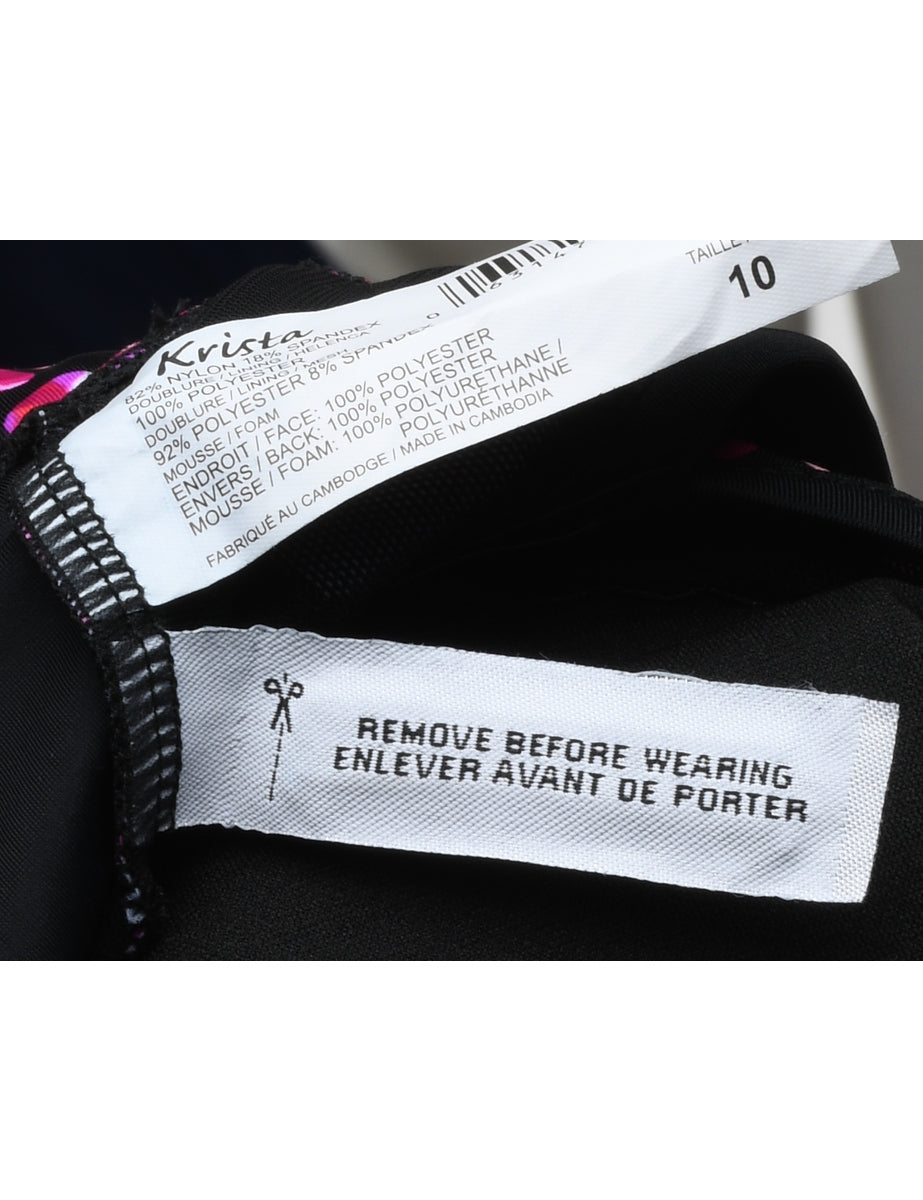 Krista
82% NYLON 18% SPANDEX
DOUBLURE / LINING / HELENCA
100% POLYESTER
DOUBLURE / LINING / MESH
92% POLYESTER 8% SPANDEX
MOUSSE / FOAM
ENDROIT / FACE: 100% POLYESTER
ENVERS / BACK: 100% POLYESTER
MOUSSE / FOAM: 100% POLYURETHANE /
POLYURÉTHANNE
FABRIQUÉ AU CAMBODGE / MADE IN CAMBODIA
0 6314
TAILLE
10
REMOVE BEFORE WEARING
ENLEVER AVANT DE PORTER